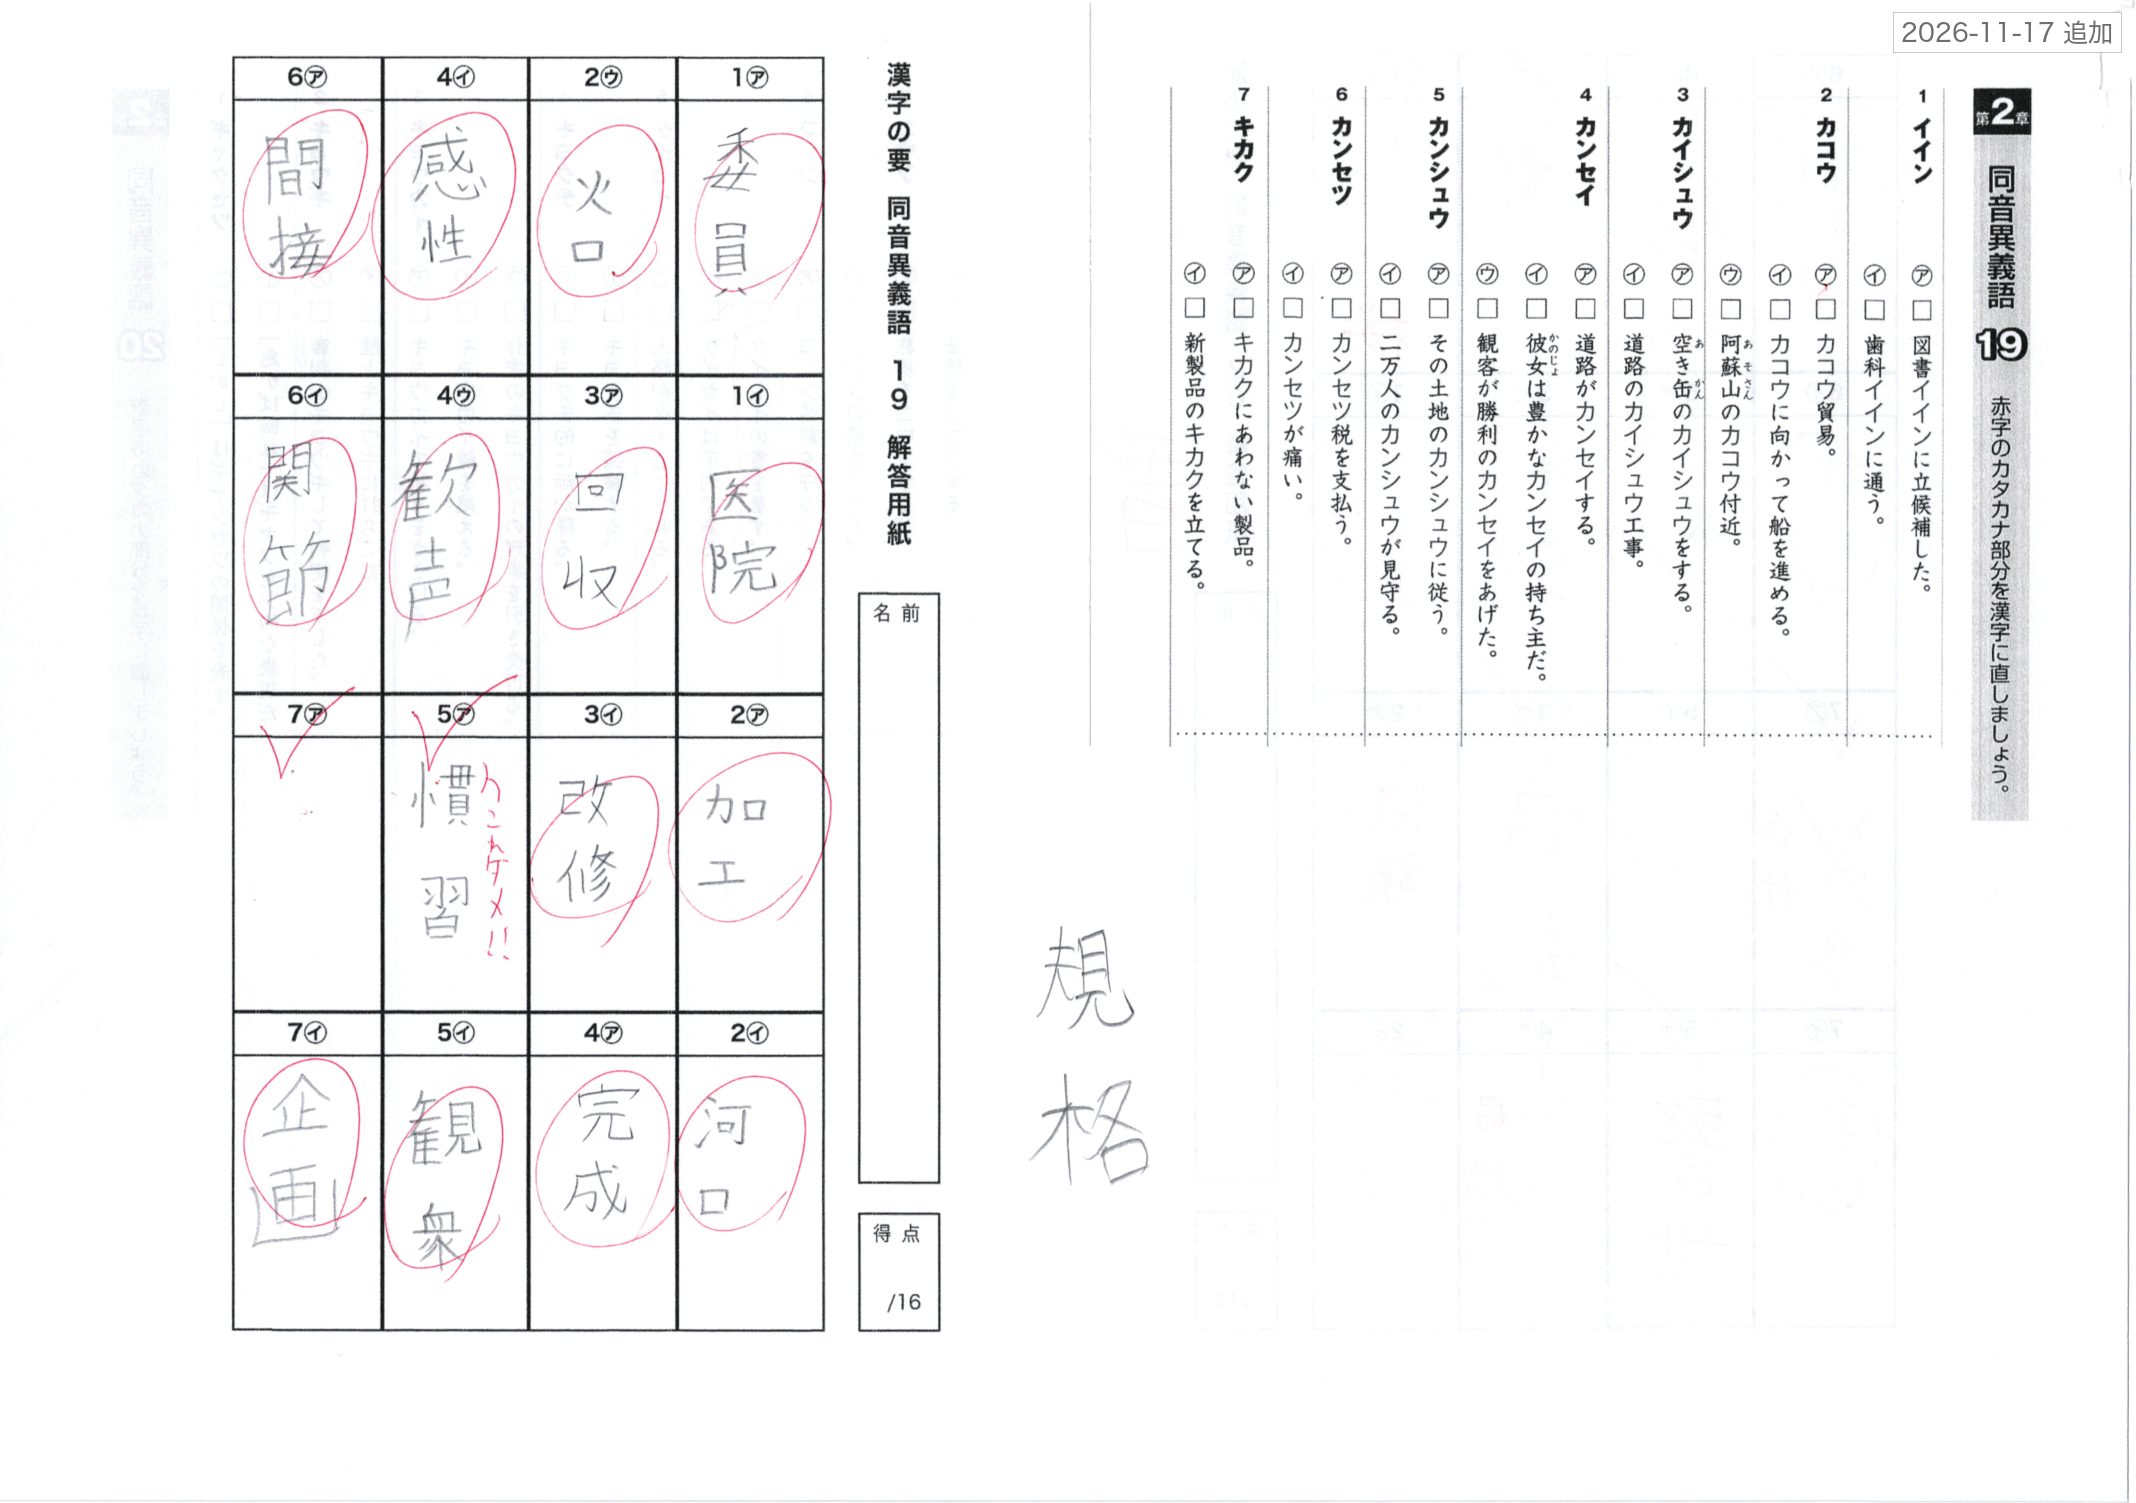 2026-11-17 追加
第2章 同音異義語 19 赤字のカタカナ部分を漢字に直しましょう。
1 イイン
㋐ □ 図書イインに立候補した。
㋑ □ 歯科イインに通う。
2 カコウ
㋐ □ カコウ貿易。
㋑ □ カコウに向かって船を進める。
㋒ □ 阿蘇山のカコウ付近。
あそさん
3 カイシュウ
㋐ □ 空き缶のカイシュウをする。
あ かん
㋑ □ 道路のカイシュウ工事。
4 カンセイ
㋐ □ 道路がカンセイする。
㋑ □ 彼女は豊かなカンセイの持ち主だ。
かのじょ
㋒ □ 観客が勝利のカンセイをあげた。
5 カンシュウ
㋐ □ その土地のカンシュウに従う。
㋑ □ 二万人のカンシュウが見守る。
6 カンセツ
㋐ □ カンセツ税を支払う。
㋑ □ カンセツが痛い。
7 キカク
㋐ □ キカクにあわない製品。
㋑ □ 新製品のキカクを立てる。
規格
漢字の要 同音異義語 19 解答用紙
名前
得点
/16
1㋐
委員
1㋑
医院
2㋐
加工
2㋑
河口
2㋒
火口
3㋐
回収
3㋑
改修
4㋐
完成
4㋑
感性
4㋒
歓声
5㋐
慣習
これダメ!!
5㋑
観衆
6㋐
間接
6㋑
関節
7㋐
7㋑
企画